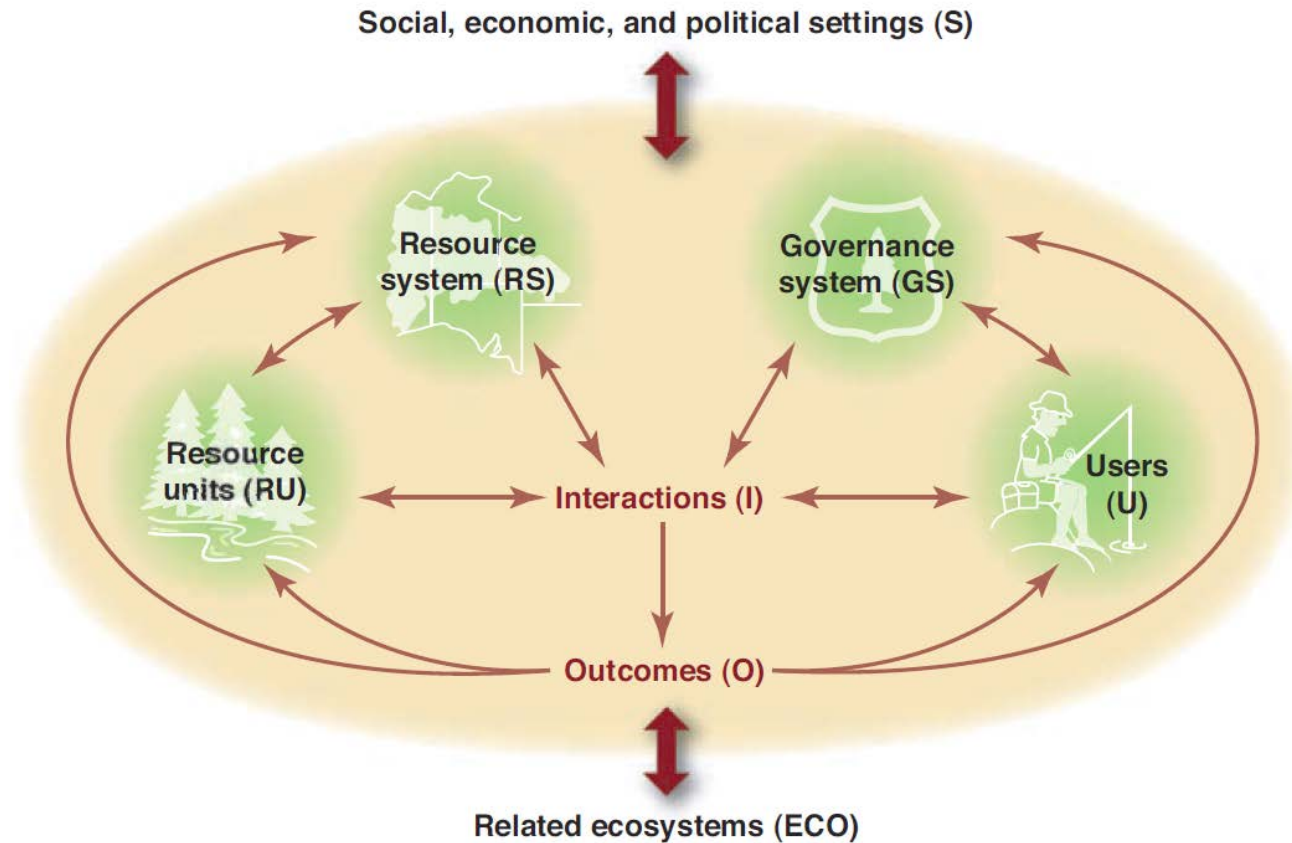 Social, economic, and political settings (S)
Resource
system (RS)
Governance
system (GS)
Resource
units (RU)
Interactions (I)
Users
(U)
Outcomes (O)
Related ecosystems (ECO)